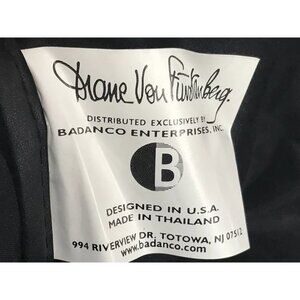 Diane Von Furstenberg.
DISTRIBUTED EXCLUSIVELY BY
BADANCO ENTERPRISES, INC.
B
DESIGNED IN U.S.A.
MADE IN THAILAND
994 RIVERVIEW DR. TOTOWA, NJ 07512
www.badanco.com